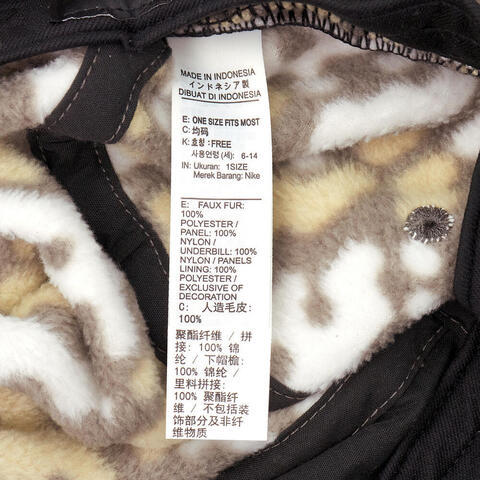 MADE IN INDONESIA
インドネシア製
DIBUAT DI INDONESIA
E: ONE SIZE FITS MOST
C: 均码
K: 호칭 : FREE
사용연령 (세): 6-14
IN: Ukuran: 1SIZE
Merek Barang: Nike
E: FAUX FUR:
100%
POLYESTER /
PANEL: 100%
NYLON /
UNDERBILL: 100%
NYLON / PANELS
LINING: 100%
POLYESTER /
EXCLUSIVE OF
DECORATION
C: 人造毛皮:
100%
聚酯纤维 / 拼
接: 100% 锦
纶 / 下帽檐:
100% 锦纶 /
里料拼接:
100% 聚酯纤
维 / 不包括装
饰部分及非纤
维物质